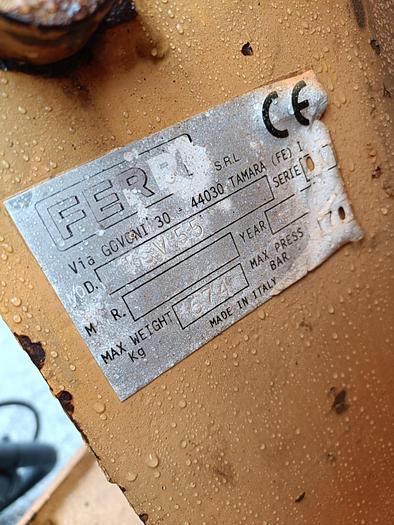 CE
FERRI SRL
Via GOVONI 30 - 44030 TAMARA (FE) I
MOD. SERIE
M. R. YEAR
MAX WEIGHT Kg MAX PRESS BAR
MADE IN ITALY